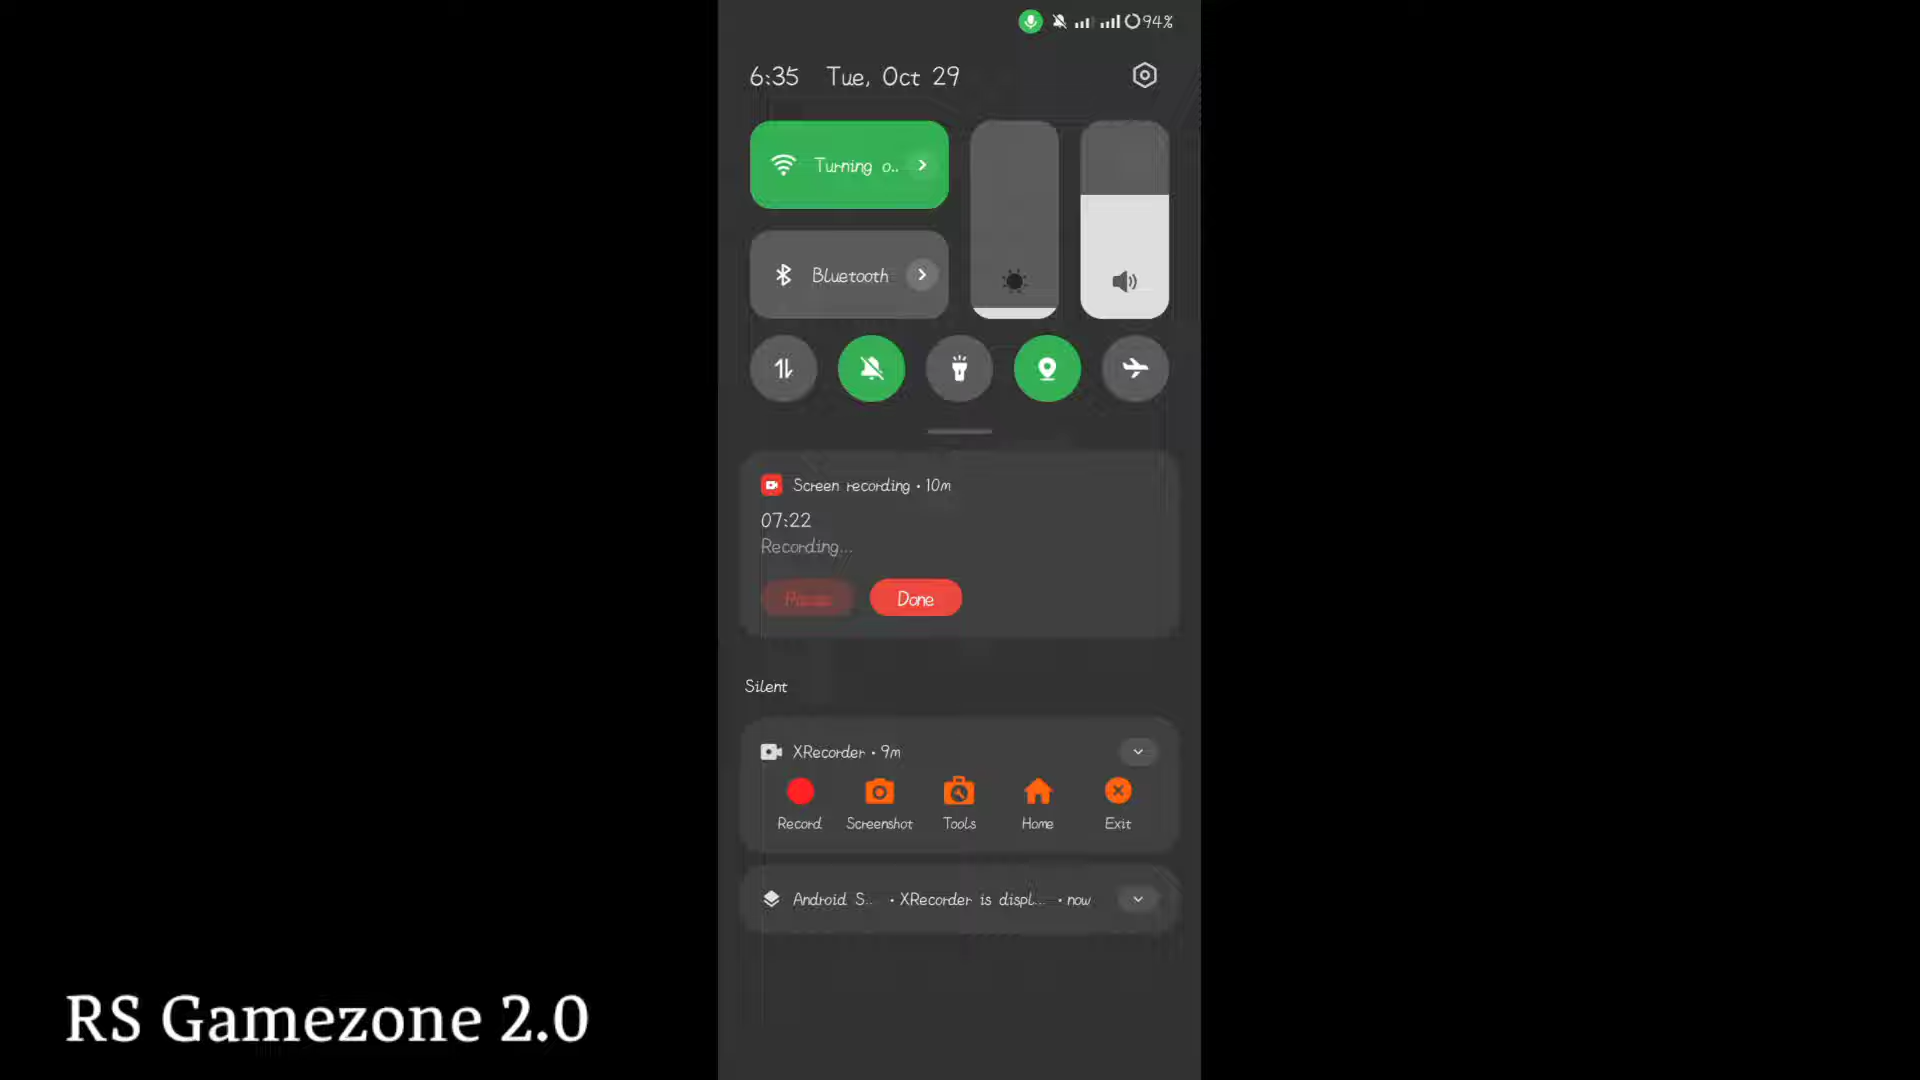 94%
6:35 Tue, Oct 29
Turning o..
Bluetooth
Screen recording • 10m
07:22
Recording...
Pause Done
Silent
XRecorder • 9m
Record Screenshot Tools Home Exit
Android S.. • XRecorder is displ... • now
RS Gamezone 2.0